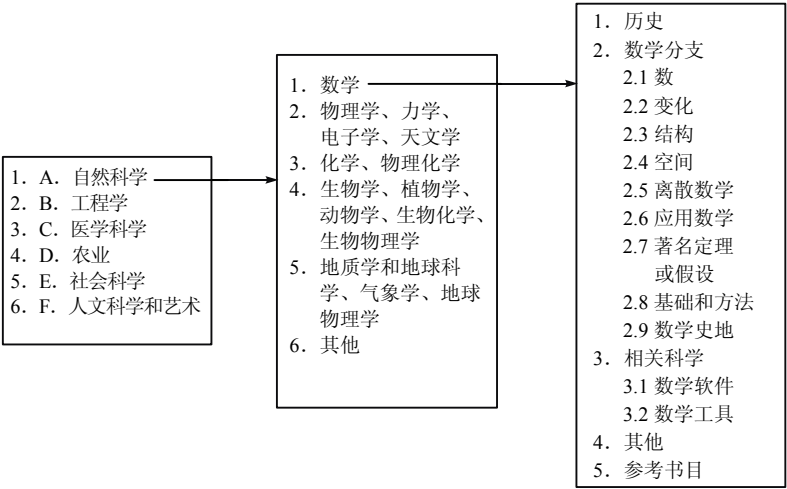 1．A．自然科学
2．B．工程学
3．C．医学科学
4．D．农业
5．E．社会科学
6．F．人文科学和艺术
1．数学
2．物理学、力学、
电子学、天文学
3．化学、物理化学
4．生物学、植物学、
动物学、生物化学、
生物物理学
5．地质学和地球科
学、气象学、地球
物理学
6．其他
1．历史
2．数学分支
2.1 数
2.2 变化
2.3 结构
2.4 空间
2.5 离散数学
2.6 应用数学
2.7 著名定理
或假设
2.8 基础和方法
2.9 数学史地
3．相关科学
3.1 数学软件
3.2 数学工具
4．其他
5．参考书目